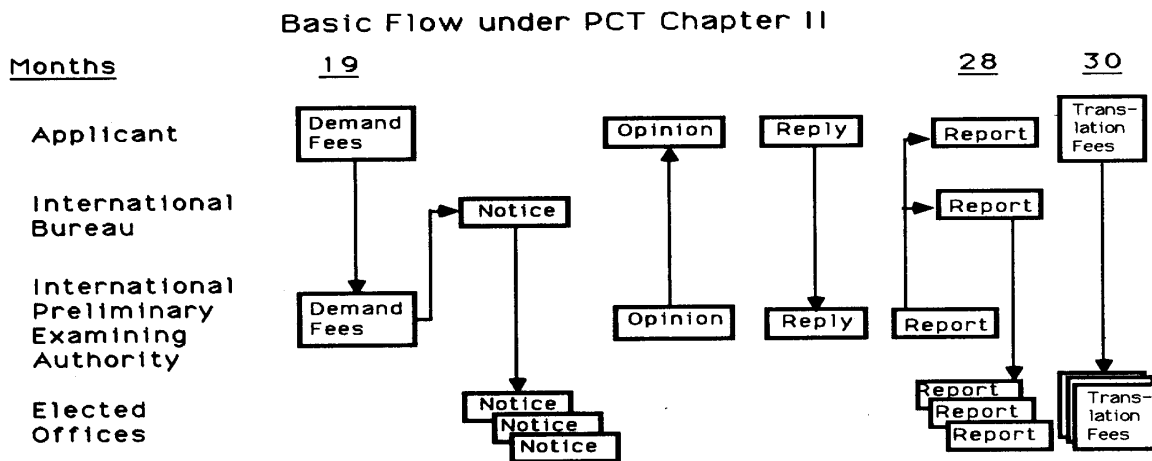 Basic Flow under PCT Chapter II
Months 19 28 30
Applicant
Demand
Fees
Opinion
Reply
Report
Trans-
lation
Fees
International
Bureau
Notice
Report
International
Preliminary
Examining
Authority
Demand
Fees
Opinion
Reply
Report
Elected
Offices
Notice
Notice
Notice
Report
Report
Report
Trans-
lation
Fees